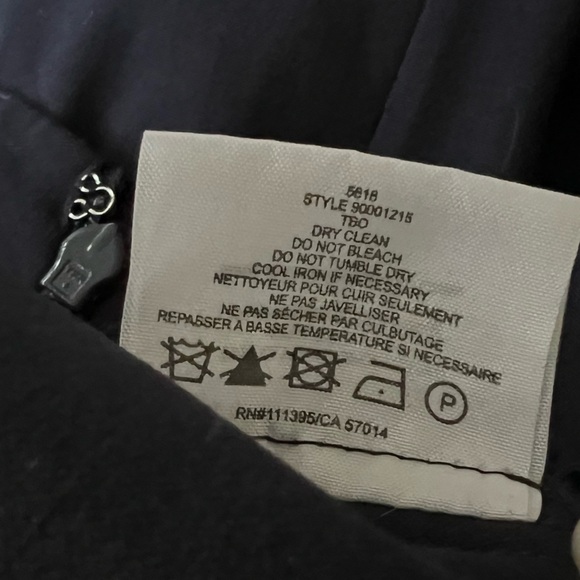 5818
STYLE 90001215
TBO
DRY CLEAN
DO NOT BLEACH
DO NOT TUMBLE DRY
COOL IRON IF NECESSARY
NETTOYEUR POUR CUIR SEULEMENT
NE PAS JAVELLISER
NE PAS SÉCHER PAR CULBUTAGE
REPASSER A BASSE TEMPERATURE SI NECESSAIRE
P
RN#111395/CA 57014